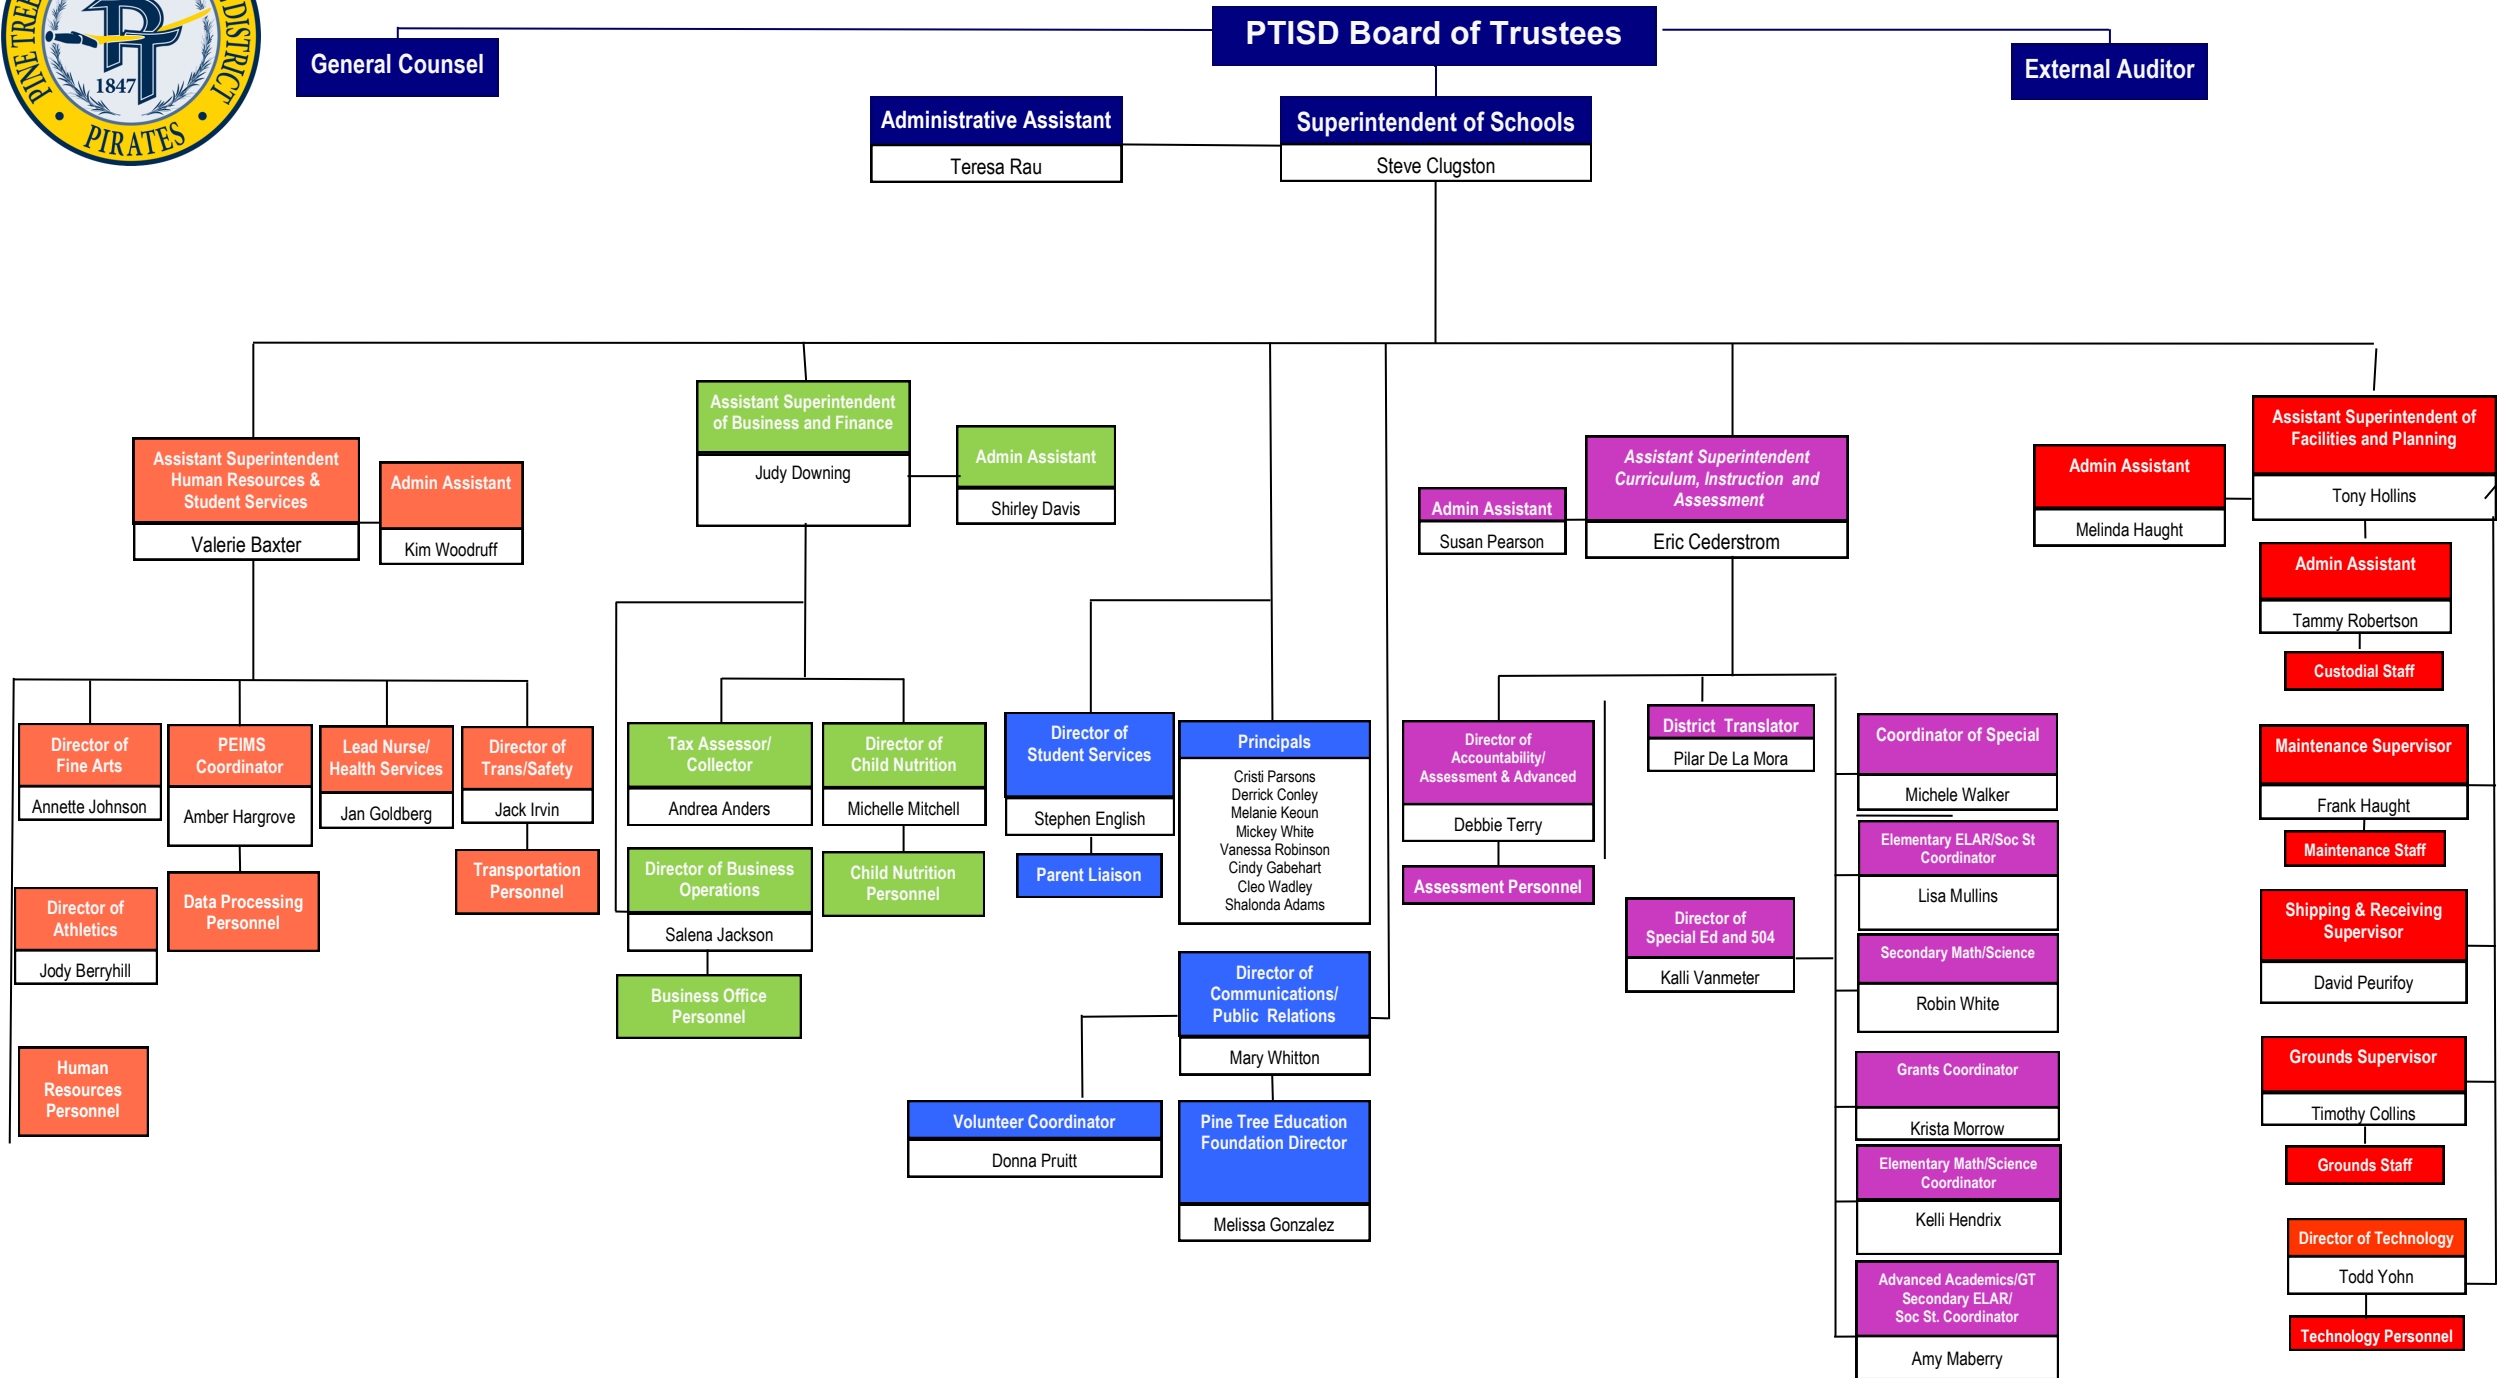 PINE TREE
DISTRICT
PT
1847
PIRATES
PTISD Board of Trustees
General Counsel
External Auditor
Administrative Assistant
Teresa Rau
Superintendent of Schools
Steve Clugston
Assistant Superintendent
Human Resources &
Student Services
Valerie Baxter
Admin Assistant
Kim Woodruff
Director of
Fine Arts
Annette Johnson
PEIMS
Coordinator
Amber Hargrove
Data Processing
Personnel
Lead Nurse/
Health Services
Jan Goldberg
Director of
Trans/Safety
Jack Irvin
Transportation
Personnel
Director of
Athletics
Jody Berryhill
Human
Resources
Personnel
Assistant Superintendent
of Business and Finance
Judy Downing
Admin Assistant
Shirley Davis
Tax Assessor/
Collector
Andrea Anders
Director of
Child Nutrition
Michelle Mitchell
Child Nutrition
Personnel
Director of Business
Operations
Salena Jackson
Business Office
Personnel
Director of
Student Services
Stephen English
Parent Liaison
Principals
Cristi Parsons
Derrick Conley
Melanie Keoun
Mickey White
Vanessa Robinson
Cindy Gabehart
Cleo Wadley
Shalonda Adams
Director of
Communications/
Public Relations
Mary Whitton
Volunteer Coordinator
Donna Pruitt
Pine Tree Education
Foundation Director
Melissa Gonzalez
Assistant Superintendent
Curriculum, Instruction and
Assessment
Eric Cederstrom
Admin Assistant
Susan Pearson
Director of
Accountability/
Assessment & Advanced
Debbie Terry
Assessment Personnel
District Translator
Pilar De La Mora
Director of
Special Ed and 504
Kalli Vanmeter
Coordinator of Special
Michele Walker
Elementary ELAR/Soc St
Coordinator
Lisa Mullins
Secondary Math/Science
Robin White
Grants Coordinator
Krista Morrow
Elementary Math/Science
Coordinator
Kelli Hendrix
Advanced Academics/GT
Secondary ELAR/
Soc St. Coordinator
Amy Maberry
Assistant Superintendent of
Facilities and Planning
Tony Hollins
Admin Assistant
Melinda Haught
Admin Assistant
Tammy Robertson
Custodial Staff
Maintenance Supervisor
Frank Haught
Maintenance Staff
Shipping & Receiving
Supervisor
David Peurifoy
Grounds Supervisor
Timothy Collins
Grounds Staff
Director of Technology
Todd Yohn
Technology Personnel